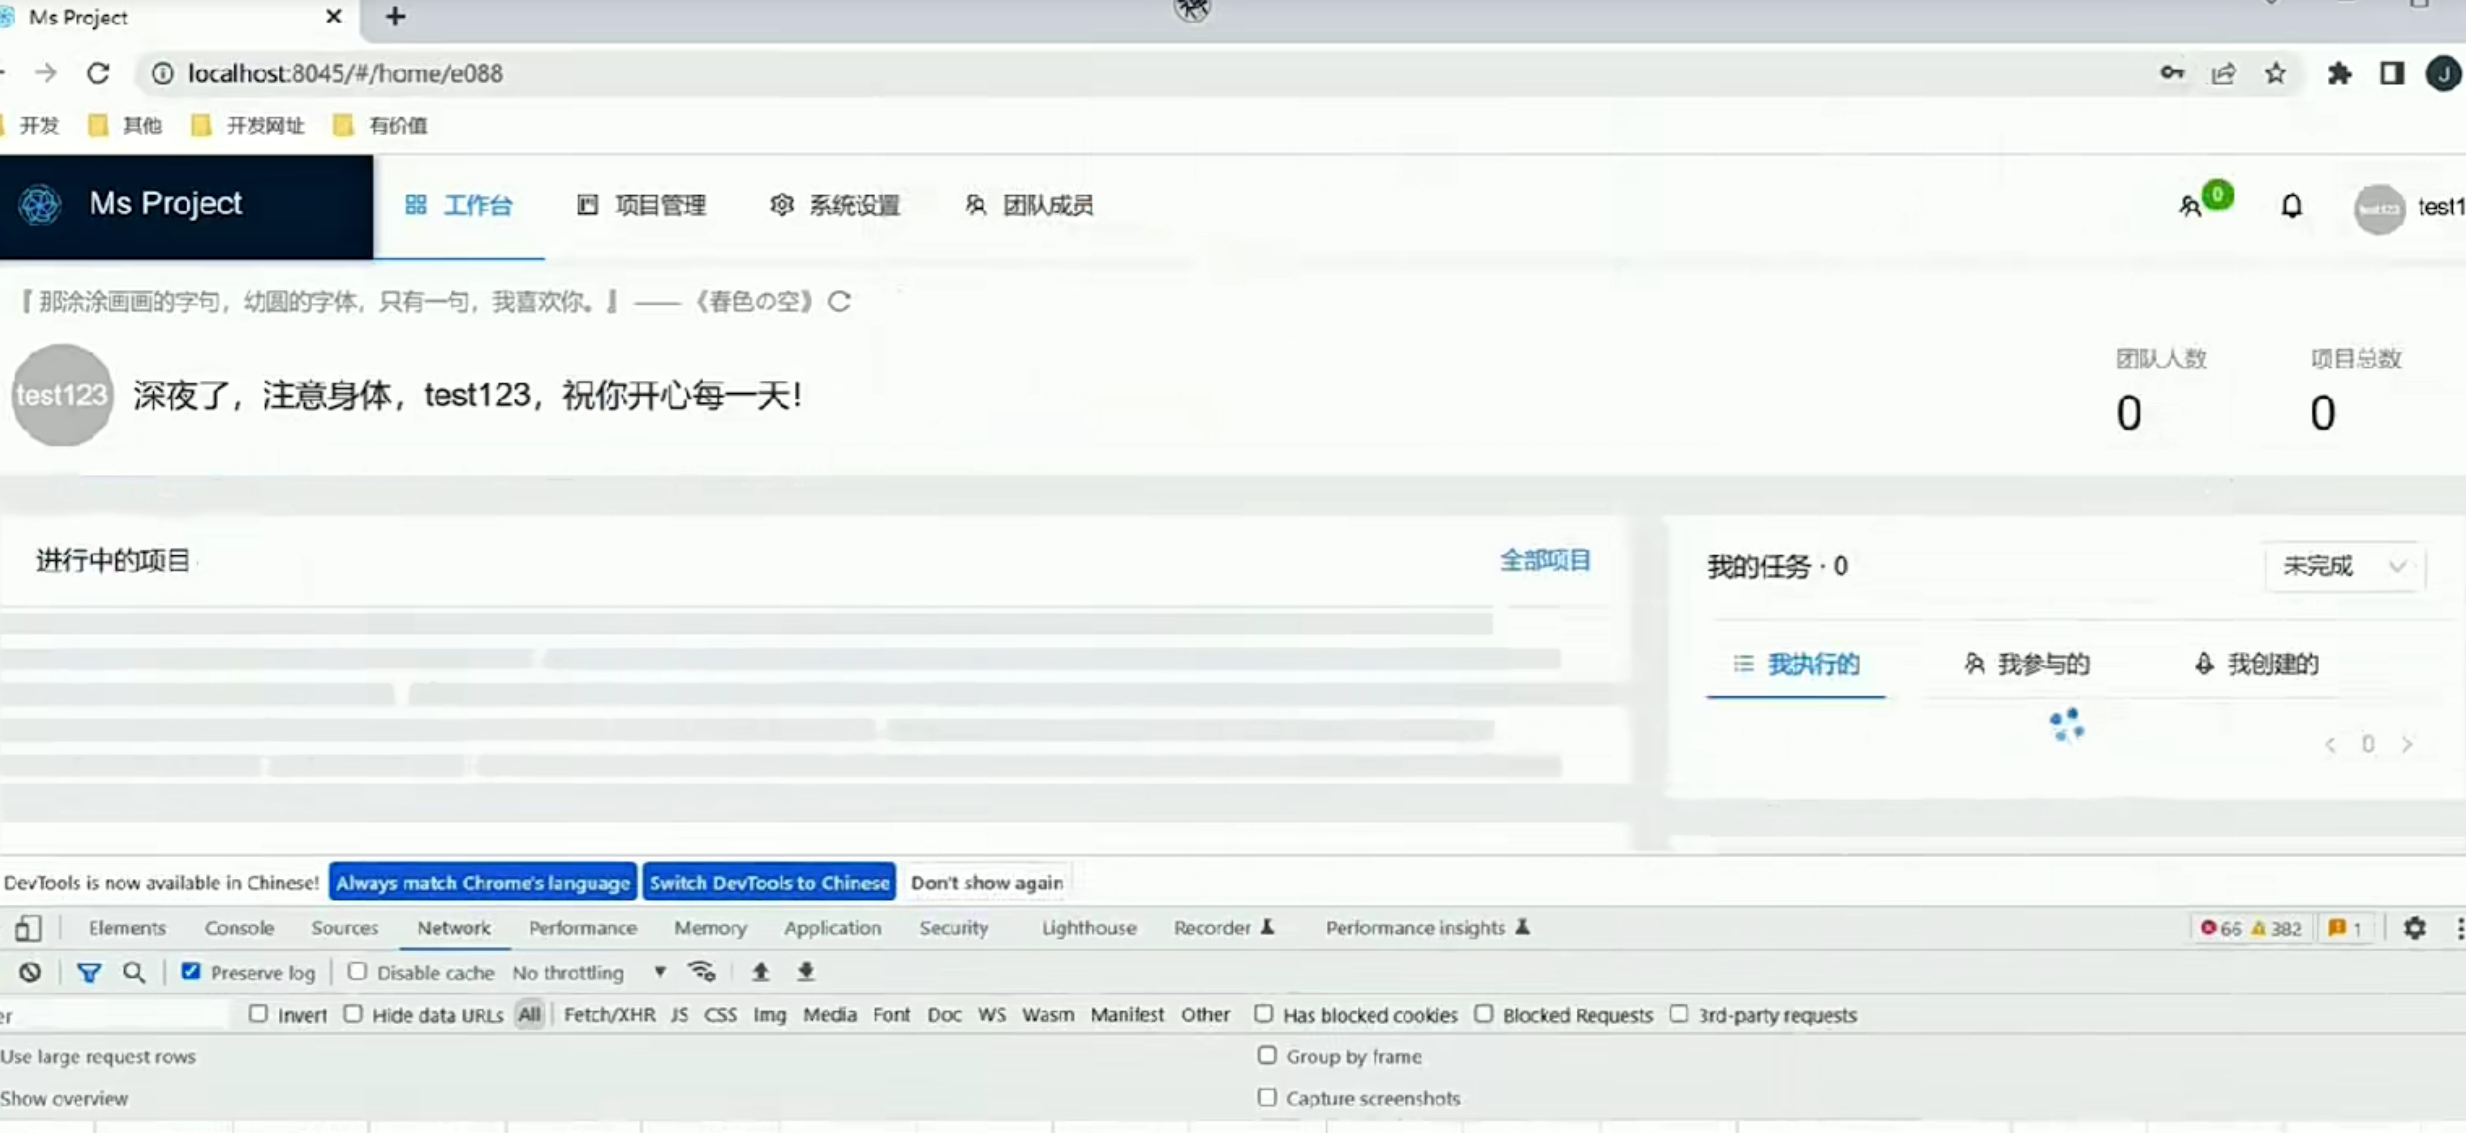 Ms Project
localhost:8045/#/home/e088
开发 其他 开发网址 有价值
J
Ms Project 工作台 项目管理 系统设置 团队成员 0 test1
『 那涂涂画画的字句，幼圆的字体，只有一句，我喜欢你。』 —— 《春色の空》
团队人数 项目总数
test123 深夜了，注意身体，test123，祝你开心每一天！
0 0
进行中的项目 全部项目 我的任务 · 0 未完成
我执行的 我参与的 我创建的
< 0 >
DevTools is now available in Chinese! Always match Chrome's language Switch DevTools to Chinese Don't show again
Elements Console Sources Network Performance Memory Application Security Lighthouse Recorder Performance insights 66 382 1
Preserve log Disable cache No throttling
er Invert Hide data URLs All Fetch/XHR JS CSS Img Media Font Doc WS Wasm Manifest Other Has blocked cookies Blocked Requests 3rd-party requests
Use large request rows Group by frame
Show overview Capture screenshots